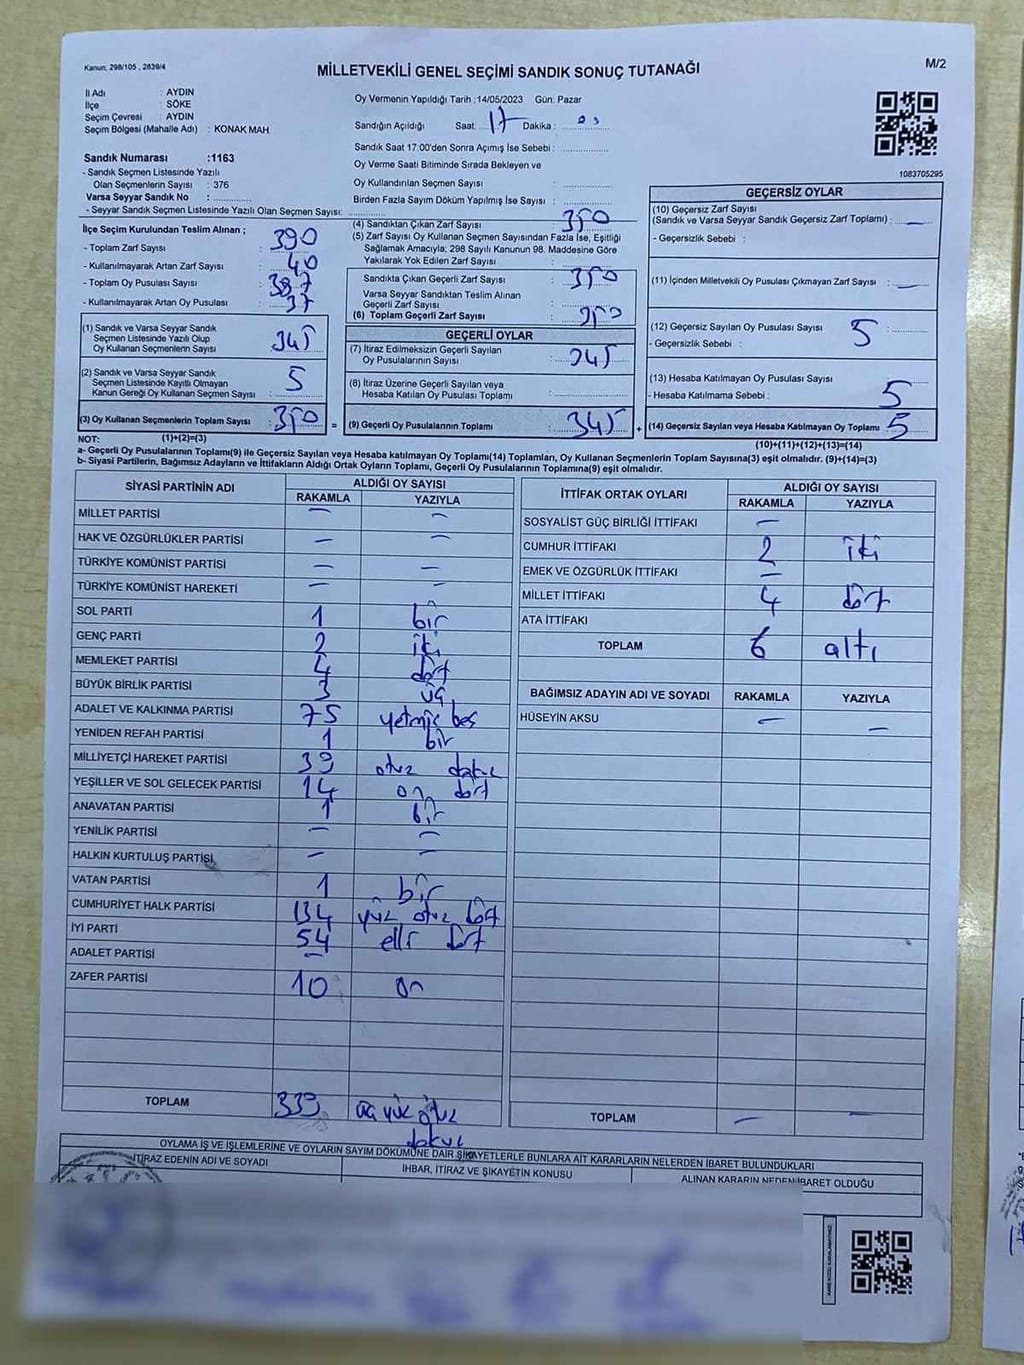 Kanun; 298/105 , 2839/4
MİLLETVEKİLİ GENEL SEÇİMİ SANDIK SONUÇ TUTANAĞI
M/2
İl Adı : AYDIN
İlçe : SÖKE
Seçim Çevresi : AYDIN
Seçim Bölgesi (Mahalle Adı) : KONAK MAH.
Sandık Numarası :1163
- Sandık Seçmen Listesinde Yazılı
Olan Seçmenlerin Sayısı : 376
Varsa Seyyar Sandık No :
- Seyyar Sandık Seçmen Listesinde Yazılı Olan Seçmen Sayısı:
Oy Vermenin Yapıldığı Tarih :14/05/2023 Gün: Pazar
Sandığın Açıldığı Saat: 17 Dakika : 00
Sandık Saat 17:00'den Sonra Açımış İse Sebebi :
Oy Verme Saati Bitiminde Sırada Bekleyen ve
Oy Kullandırılan Seçmen Sayısı :
Birden Fazla Sayım Döküm Yapılmış İse Sayısı :
1083705295
İlçe Seçim Kurulundan Teslim Alınan ;
- Toplam Zarf Sayısı : 390
- Kullanılmayarak Artan Zarf Sayısı : 40
- Toplam Oy Pusulası Sayısı : 387
- Kullanılmayarak Artan Oy Pusulası : 37
(1) Sandık ve Varsa Seyyar Sandık
Seçmen Listesinde Yazılı Olup
Oy Kullanan Seçmenlerin Sayısı 345
(2) Sandık ve Varsa Seyyar Sandık
Seçmen Listesinde Kayıtlı Olmayan
Kanun Gereği Oy Kullanan Seçmen Sayısı : 5
(3) Oy Kullanan Seçmenlerin Toplam Sayısı : 350
(4) Sandıktan Çıkan Zarf Sayısı : 350
(5) Zarf Sayısı Oy Kullanan Seçmen Sayısından Fazla İse, Eşitliği
Sağlamak Amacıyla; 298 Sayılı Kanunun 98. Maddesine Göre
Yakılarak Yok Edilen Zarf Sayısı :
Sandıkta Çıkan Geçerli Zarf Sayısı : 350
Varsa Seyyar Sandıktan Teslim Alınan
Geçerli Zarf Sayısı :
(6) Toplam Geçerli Zarf Sayısı : 350
GEÇERLİ OYLAR
(7) İtiraz Edilmeksizin Geçerli Sayılan
Oy Pusulalarının Sayısı : 345
(8) İtiraz Üzerine Geçerli Sayılan veya
Hesaba Katılan Oy Pusulası Toplamı :
= (9) Geçerli Oy Pusulalarının Toplamı : 345 +
GEÇERSİZ OYLAR
(10) Geçersiz Zarf Sayısı
(Sandık ve Varsa Seyyar Sandık Geçersiz Zarf Toplamı) : —
- Geçersizlik Sebebi :
(11) İçinden Milletvekili Oy Pusulası Çıkmayan Zarf Sayısı : —
(12) Geçersiz Sayılan Oy Pusulası Sayısı : 5
- Geçersizlik Sebebi :
(13) Hesaba Katılmayan Oy Pusulası Sayısı
- Hesaba Katılmama Sebebi : 5
(14) Geçersiz Sayılan veya Hesaba Katılmayan Oy Toplamı : 5
NOT: (1)+(2)=(3)
(10)+(11)+(12)+(13)=(14)
a- Geçerli Oy Pusulalarının Toplamı(9) ile Geçersiz Sayılan veya Hesaba katılmayan Oy Toplamı(14) Toplamları, Oy Kullanan Seçmenlerin Toplam Sayısına(3) eşit olmalıdır. (9)+(14)=(3)
b- Siyasi Partilerin, Bağımsız Adayların ve İttifakların Aldığı Ortak Oyların Toplamı, Geçerli Oy Pusulalarının Toplamına(9) eşit olmalıdır.
SİYASİ PARTİNİN ADI ALDIĞI OY SAYISI
RAKAMLA YAZIYLA
MİLLET PARTİSİ — —
HAK VE ÖZGÜRLÜKLER PARTİSİ — —
TÜRKİYE KOMÜNİST PARTİSİ — —
TÜRKİYE KOMÜNİST HAREKETİ — —
SOL PARTİ 1 bir
GENÇ PARTİ 2 iki
MEMLEKET PARTİSİ 4 dört
BÜYÜK BİRLİK PARTİSİ 3 üç
ADALET VE KALKINMA PARTİSİ 75 yetmiş beş
YENİDEN REFAH PARTİSİ 1 bir
MİLLİYETÇİ HAREKET PARTİSİ 39 otuz dokuz
YEŞİLLER VE SOL GELECEK PARTİSİ 14 on dört
ANAVATAN PARTİSİ 1 bir
YENİLİK PARTİSİ — —
HALKIN KURTULUŞ PARTİSİ — —
VATAN PARTİSİ 1 bir
CUMHURİYET HALK PARTİSİ 134 yüz otuz dört
İYİ PARTİ 54 elli dört
ADALET PARTİSİ —
ZAFER PARTİSİ 10 on
TOPLAM 339 üç yüz otuz
dokuz
İTTİFAK ORTAK OYLARI ALDIĞI OY SAYISI
RAKAMLA YAZIYLA
SOSYALİST GÜÇ BİRLİĞİ İTTİFAKI —
CUMHUR İTTİFAKI 2 iki
EMEK VE ÖZGÜRLÜK İTTİFAKI —
MİLLET İTTİFAKI 4 dört
ATA İTTİFAKI
TOPLAM 6 altı
BAĞIMSIZ ADAYIN ADI VE SOYADI RAKAMLA YAZIYLA
HÜSEYİN AKSU — —
TOPLAM — —
OYLAMA İŞ VE İŞLEMLERİNE VE OYLARIN SAYIM DÖKÜMÜNE DAİR ŞİKAYETLERLE BUNLARA AİT KARARLARIN NELERDEN İBARET BULUNDUKLARI
İTİRAZ EDENİN ADI VE SOYADI İHBAR, İTİRAZ VE ŞİKAYETİN KONUSU ALINAN KARARIN NEDEN İBARET OLDUĞU